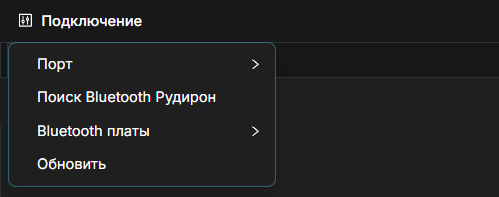 Подключение
Порт
Поиск Bluetooth Рудирон
Bluetooth платы
Обновить